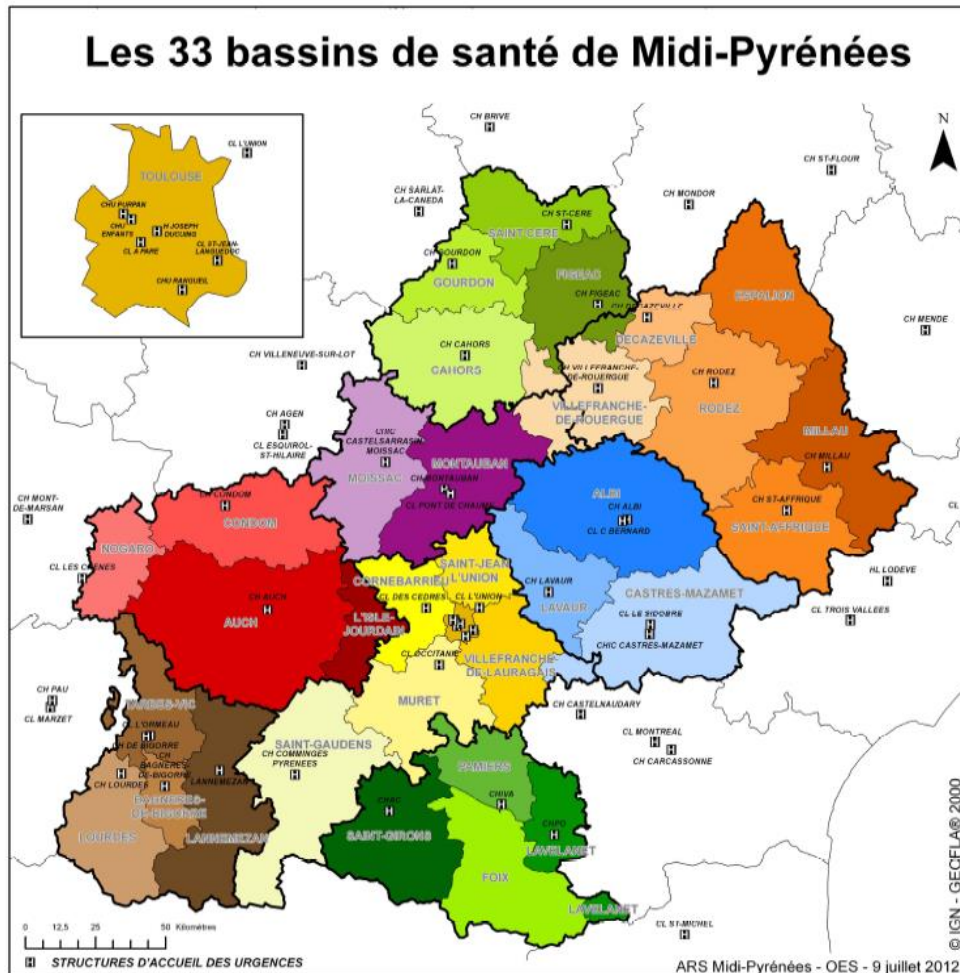 Les 33 bassins de santé de Midi-Pyrénées
CL L'UNION
TOULOUSE
CHU PURPAN
CHU
ENFANTS
H JOSEPH
DUCUING
CL A PARE
CL ST-JEAN-
LANGUEDOC
CHU RANGUEIL
CH BRIVE
N
CH ST-FLOUR
CH SARLAT-
LA-CANEDA
CH MONDOR
CH ST-CERE
SAINT-CERE
CH GOURDON
GOURDON
FIGEAC
CH FIGEAC
ESPALION
CH DECAZEVILLE
DECAZEVILLE
CH MENDE
CH VILLENEUVE-SUR-LOT
CH CAHORS
CAHORS
CH VILLEFRANCHE-
DE-ROUERGUE
CH RODEZ
RODEZ
VILLEFRANCHE-
DE-ROUERGUE
CH AGEN
CL ESQUIROL-
ST-HILAIRE
CHIC
CASTELSARRASIN-
MOISSAC
MOISSAC
MONTAUBAN
CH MONTAUBAN
CL PONT DE CHAUME
MILLAU
CH MILLAU
ALBI
CH ALBI
CL C BERNARD
CH ST-AFFRIQUE
SAINT-AFFRIQUE
CH MONT-
DE-MARSAN
CH CONDOM
CONDOM
NOGARO
CL LES CHENES
SAINT-JEAN
L'UNION
CORNEBARRIEU
CL DES CEDRES
CL L'UNION
CH LAVAUR
LAVAUR
CASTRES-MAZAMET
CL LE SIDOBRE
CHIC CASTRES-MAZAMET
HL LODEVE
CL TROIS VALLEES
CH AUCH
AUCH
L'ISLE-
JOURDAIN
CL OCCITANIE
VILLEFRANCHE-
DE-LAURAGAIS
MURET
CH PAU
CL MARZET
TARBES-VIC
CL L'ORMEAU
CH DE BIGORRE
CH
BAGNERES-
DE-BIGORRE
CH LOURDES
LANNEMEZAN
SAINT-GAUDENS
CH COMMINGES
PYRENEES
CH CASTELNAUDARY
CL MONTREAL
CH CARCASSONNE
PAMIERS
CHIVA
BAGNERES-
DE-BIGORRE
LOURDES
LANNEMEZAN
CHAC
SAINT-GIRONS
CHPO
LAVELANET
FOIX
LAVELANET
CL ST-MICHEL
0 12,5 25 50 Kilomètres
H STRUCTURES D'ACCUEIL DES URGENCES
ARS Midi-Pyrénées - OES - 9 juillet 2012
© IGN - GECFLA® 2000